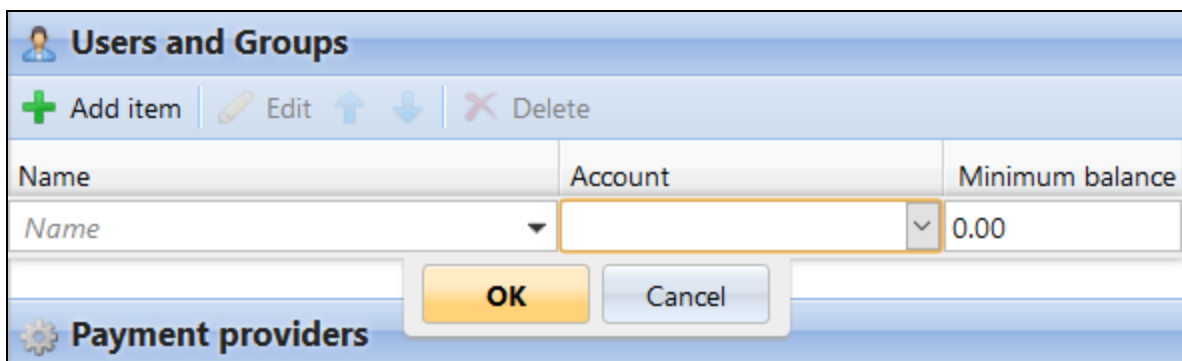 Users and Groups
Add item Edit Delete
Name Account Minimum balance
Name 0.00
OK Cancel
Payment providers